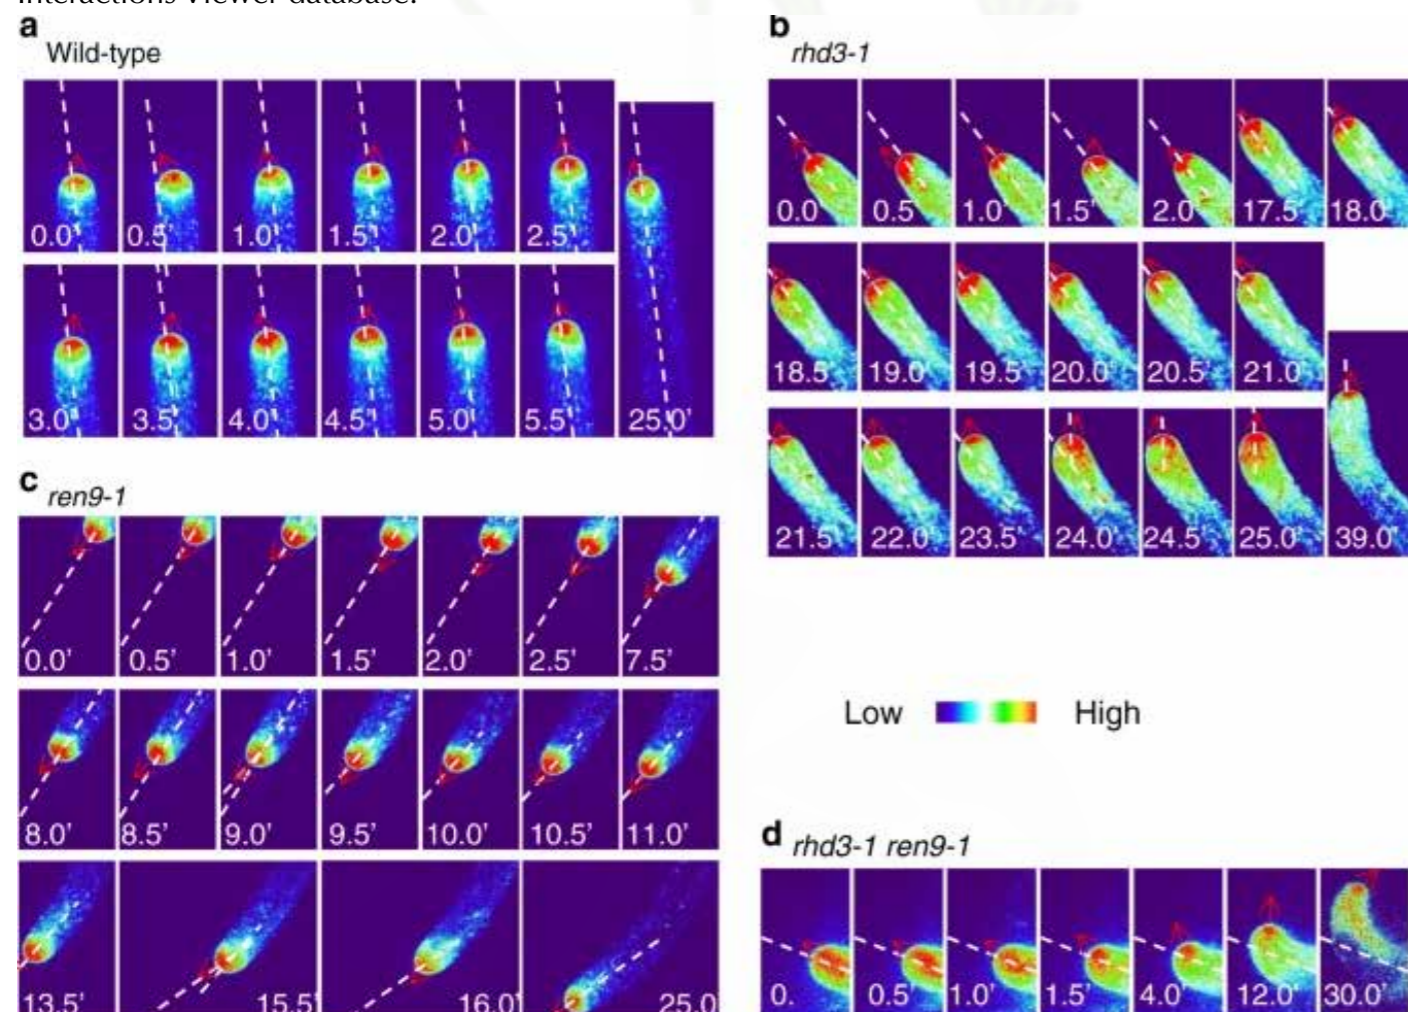 interactions viewer database.
a
Wild-type
0.0' 0.5' 1.0' 1.5' 2.0' 2.5'
3.0' 3.5' 4.0' 4.5' 5.0' 5.5' 25.0'
b
rhd3-1
0.0 0.5 1.0' 1.5' 2.0' 17.5' 18.0'
18.5' 19.0' 19.5' 20.0' 20.5' 21.0'
21.5' 22.0' 23.5' 24.0' 24.5' 25.0' 39.0'
c
ren9-1
0.0' 0.5' 1.0' 1.5' 2.0' 2.5' 7.5'
8.0' 8.5' 9.0' 9.5' 10.0' 10.5' 11.0'
13.5' 15.5' 16.0' 25.0
Low High
d
rhd3-1 ren9-1
0. 0.5' 1.0' 1.5' 4.0' 12.0' 30.0'